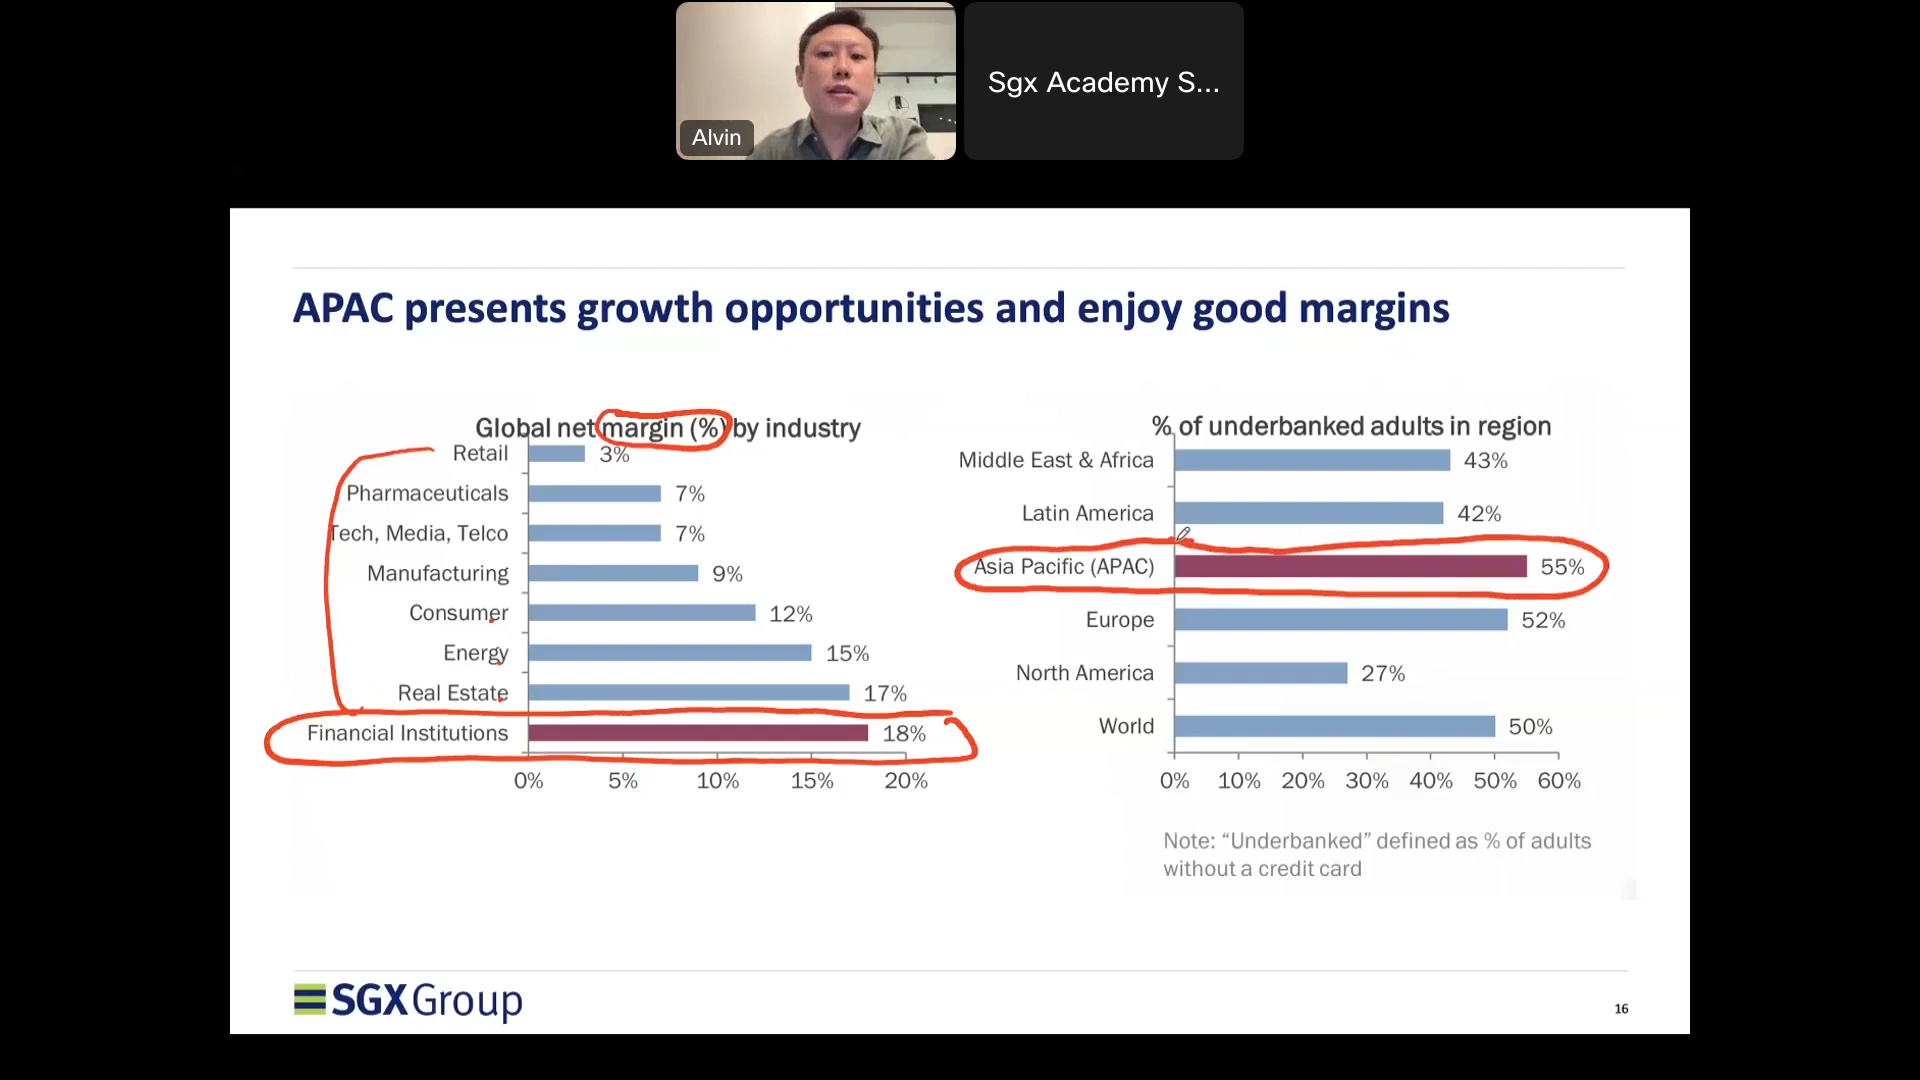 Alvin
Sgx Academy S...
APAC presents growth opportunities and enjoy good margins
Global net margin (%) by industry
Retail 3%
Pharmaceuticals 7%
Tech, Media, Telco 7%
Manufacturing 9%
Consumer 12%
Energy 15%
Real Estate 17%
Financial Institutions 18%
0% 5% 10% 15% 20%
% of underbanked adults in region
Middle East & Africa 43%
Latin America 42%
Asia Pacific (APAC) 55%
Europe 52%
North America 27%
World 50%
0% 10% 20% 30% 40% 50% 60%
Note: “Underbanked” defined as % of adults
without a credit card
SGX Group
16